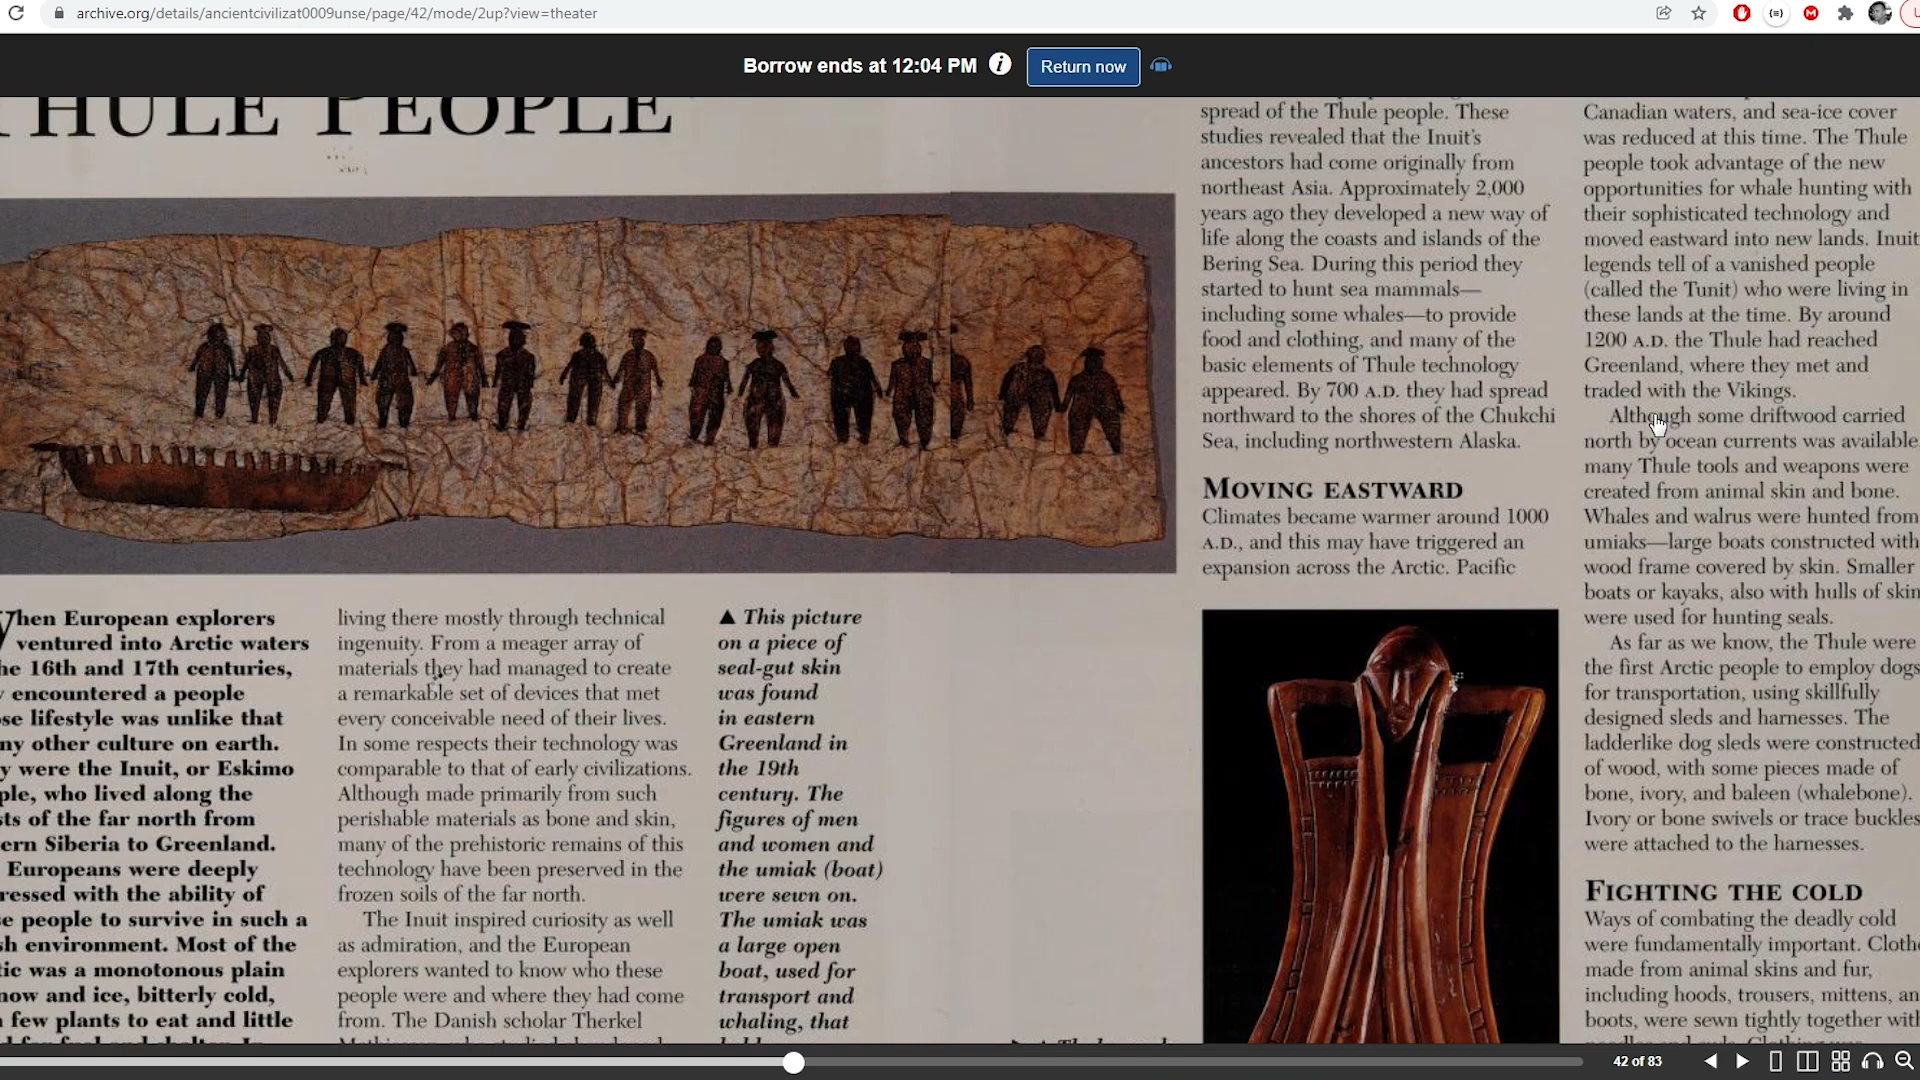 archive.org/details/ancientcivilizat0009unse/page/42/mode/2up?view=theater
Borrow ends at 12:04 PM
Return now
THULE PEOPLE
hen European explorers
ventured into Arctic waters
he 16th and 17th centuries,
y encountered a people
se lifestyle was unlike that
ny other culture on earth.
y were the Inuit, or Eskimo
ple, who lived along the
sts of the far north from
ern Siberia to Greenland.
Europeans were deeply
ressed with the ability of
se people to survive in such a
sh environment. Most of the
tic was a monotonous plain
now and ice, bitterly cold,
few plants to eat and little
living there mostly through technical
ingenuity. From a meager array of
materials they had managed to create
a remarkable set of devices that met
every conceivable need of their lives.
In some respects their technology was
comparable to that of early civilizations.
Although made primarily from such
perishable materials as bone and skin,
many of the prehistoric remains of this
technology have been preserved in the
frozen soils of the far north.
The Inuit inspired curiosity as well
as admiration, and the European
explorers wanted to know who these
people were and where they had come
from. The Danish scholar Therkel
▲ This picture
on a piece of
seal-gut skin
was found
in eastern
Greenland in
the 19th
century. The
figures of men
and women and
the umiak (boat)
were sewn on.
The umiak was
a large open
boat, used for
transport and
whaling, that
spread of the Thule people. These
studies revealed that the Inuit's
ancestors had come originally from
northeast Asia. Approximately 2,000
years ago they developed a new way of
life along the coasts and islands of the
Bering Sea. During this period they
started to hunt sea mammals—
including some whales—to provide
food and clothing, and many of the
basic elements of Thule technology
appeared. By 700 A.D. they had spread
northward to the shores of the Chukchi
Sea, including northwestern Alaska.
MOVING EASTWARD
Climates became warmer around 1000
A.D., and this may have triggered an
expansion across the Arctic. Pacific
Canadian waters, and sea-ice cover
was reduced at this time. The Thule
people took advantage of the new
opportunities for whale hunting with
their sophisticated technology and
moved eastward into new lands. Inuit
legends tell of a vanished people
(called the Tunit) who were living in
these lands at the time. By around
1200 A.D. the Thule had reached
Greenland, where they met and
traded with the Vikings.
Although some driftwood carried
north by ocean currents was available
many Thule tools and weapons were
created from animal skin and bone.
Whales and walrus were hunted from
umiaks—large boats constructed with
wood frame covered by skin. Smaller
boats or kayaks, also with hulls of skin
were used for hunting seals.
As far as we know, the Thule were
the first Arctic people to employ dogs
for transportation, using skillfully
designed sleds and harnesses. The
ladderlike dog sleds were constructed
of wood, with some pieces made of
bone, ivory, and baleen (whalebone).
Ivory or bone swivels or trace buckles
were attached to the harnesses.
FIGHTING THE COLD
Ways of combating the deadly cold
were fundamentally important. Clothe
made from animal skins and fur,
including hoods, trousers, mittens, an
boots, were sewn tightly together with
42 of 83